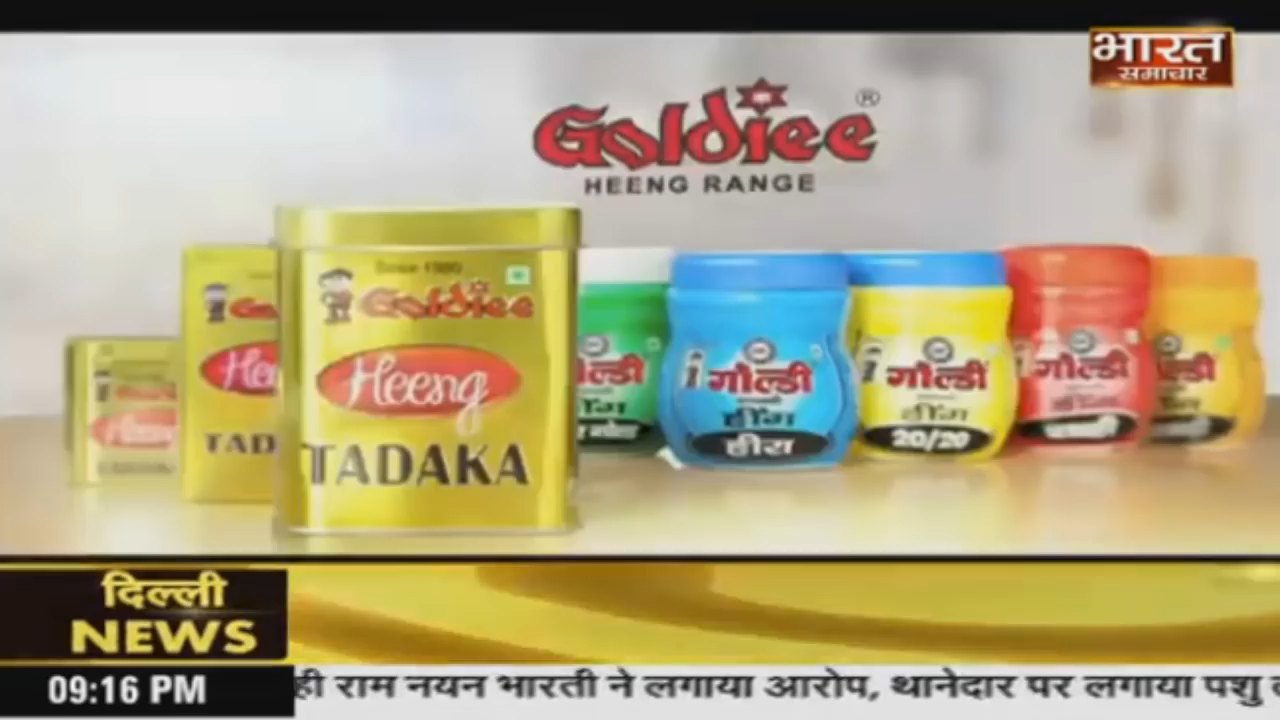 भारत
समाचार
Goldiee®
HEENG RANGE
Since 1980
Goldiee
Heeng
TADAKA
Hee
TAD
गोल्डी
हींग
हीरा
गोल्डी
हींग
20/20
गोल्डी
दिल्ली
NEWS
09:16 PM
ही राम नयन भारती ने लगाया आरोप, थानेदार पर लगाया पशु